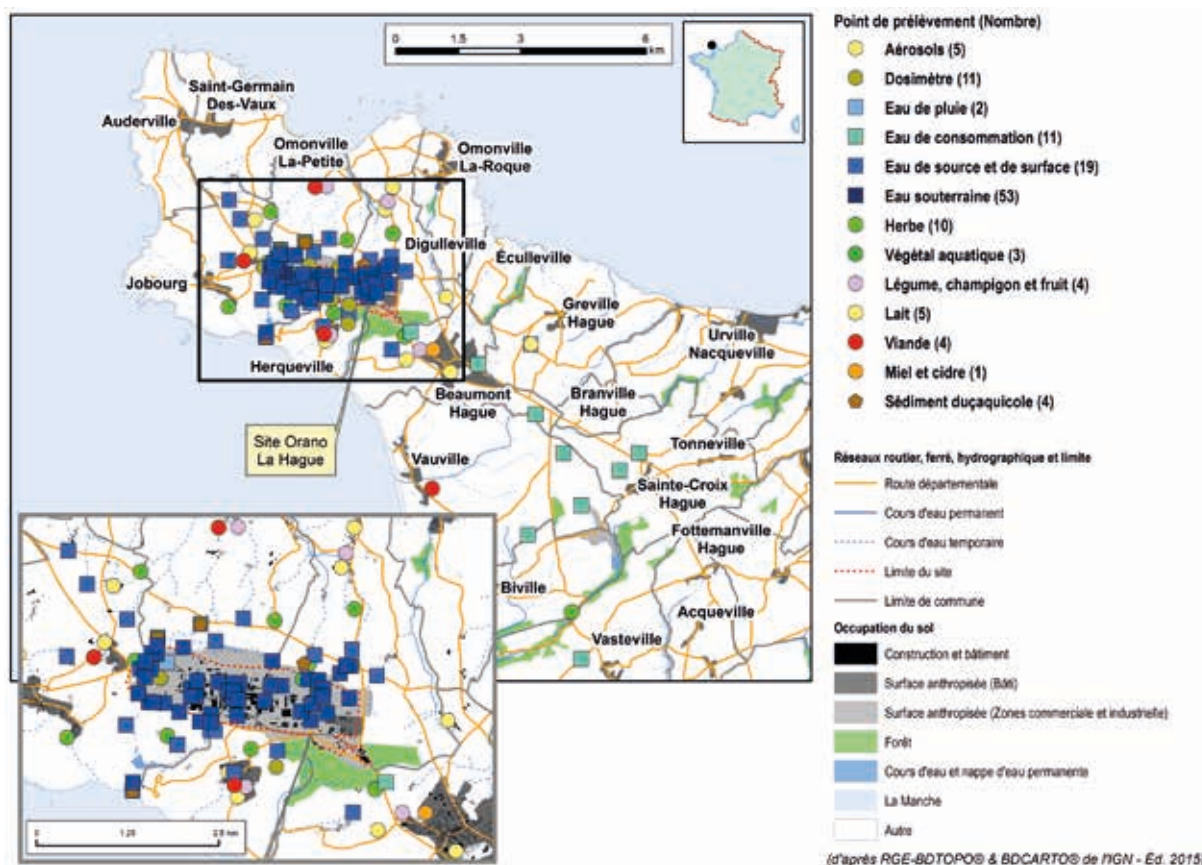 0 1,5 3 6
km
Saint-Germain
Des-Vaux
Auderville
Omonville
La-Petite
Omonville
La-Roque
Digulleville
Éculleville
Jobourg
Greville
Hague
Urville
Nacqueville
Herqueville
Beaumont
Hague
Branville
Hague
Site Orano
La Hague
Vauville
Tonneville
Sainte-Croix
Hague
Fottemanville
Hague
Biville
Acqueville
Vasteville
0 1,25 2,5 km
Point de prélèvement (Nombre)
Aérosols (5)
Dosimètre (11)
Eau de pluie (2)
Eau de consommation (11)
Eau de source et de surface (19)
Eau souterraine (53)
Herbe (10)
Végétal aquatique (3)
Légume, champigon et fruit (4)
Lait (5)
Viande (4)
Miel et cidre (1)
Sédiment duçaquicole (4)
Réseaux routier, ferré, hydrographique et limite
Route départementale
Cours d'eau permanent
Cours d'eau temporaire
Limite du site
Limite de commune
Occupation du sol
Construction et bâtiment
Surface anthropisée (Bâti)
Surface anthropisée (Zones commerciale et industrielle)
Forêt
Cours d'eau et nappe d'eau permanente
La Manche
Autre
(d'après RGE-BDTOPO® & BDCARTO® de l'IGN - Éd. 2013